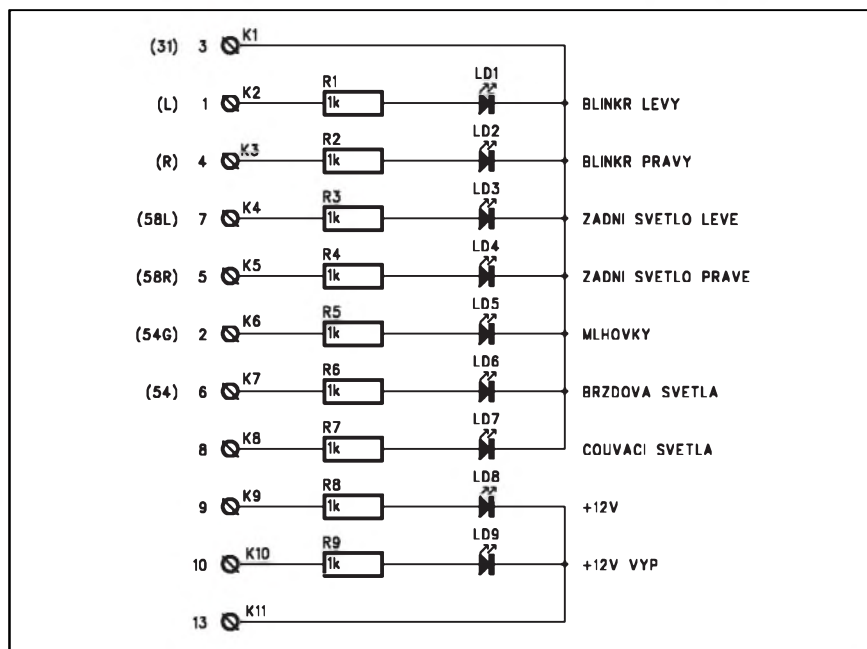 (31) 3 K1
LD1
R1
(L) 1 K2 1k BLINKR LEVY
LD2
R2
(R) 4 K3 1k BLINKR PRAVY
LD3
R3
(58L) 7 K4 1k ZADNI SVETLO LEVE
LD4
R4
(58R) 5 K5 1k ZADNI SVETLO PRAVE
LD5
R5
(54G) 2 K6 1k MLHOVKY
LD6
R6
(54) 6 K7 1k BRZDOVA SVETLA
LD7
R7
8 K8 1k COUVACI SVETLA
LD8
R8
9 K9 1k +12V
LD9
R9
10 K10 1k +12V VYP
13 K11